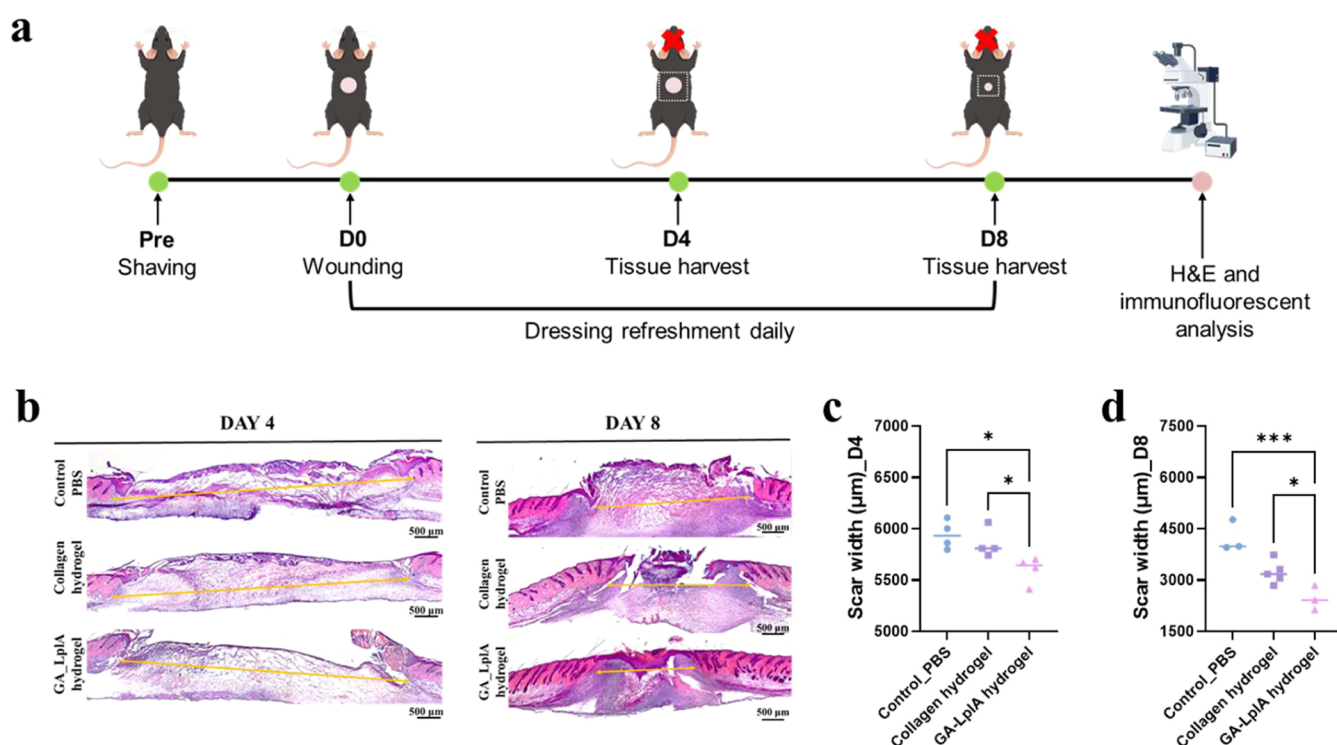 a
Pre
Shaving
D0
Wounding
D4
Tissue harvest
D8
Tissue harvest
H&E and
immunofluorescent
analysis
Dressing refreshment daily
b
DAY 4
DAY 8
Control
PBS
500 µm
Control
PBS
500 µm
Collagen
hydrogel
500 µm
Collagen
hydrogel
500 µm
GA_LplA
hydrogel
500 µm
GA_LplA
hydrogel
500 µm
c
Scar width (µm)_D4
7000
6500
6000
5500
5000
*
*
Control_PBS
Collagen hydrogel
GA-LplA hydrogel
d
Scar width (µm)_D8
7500
6000
4500
3000
1500
***
*
Control_PBS
Collagen hydrogel
GA-LplA hydrogel